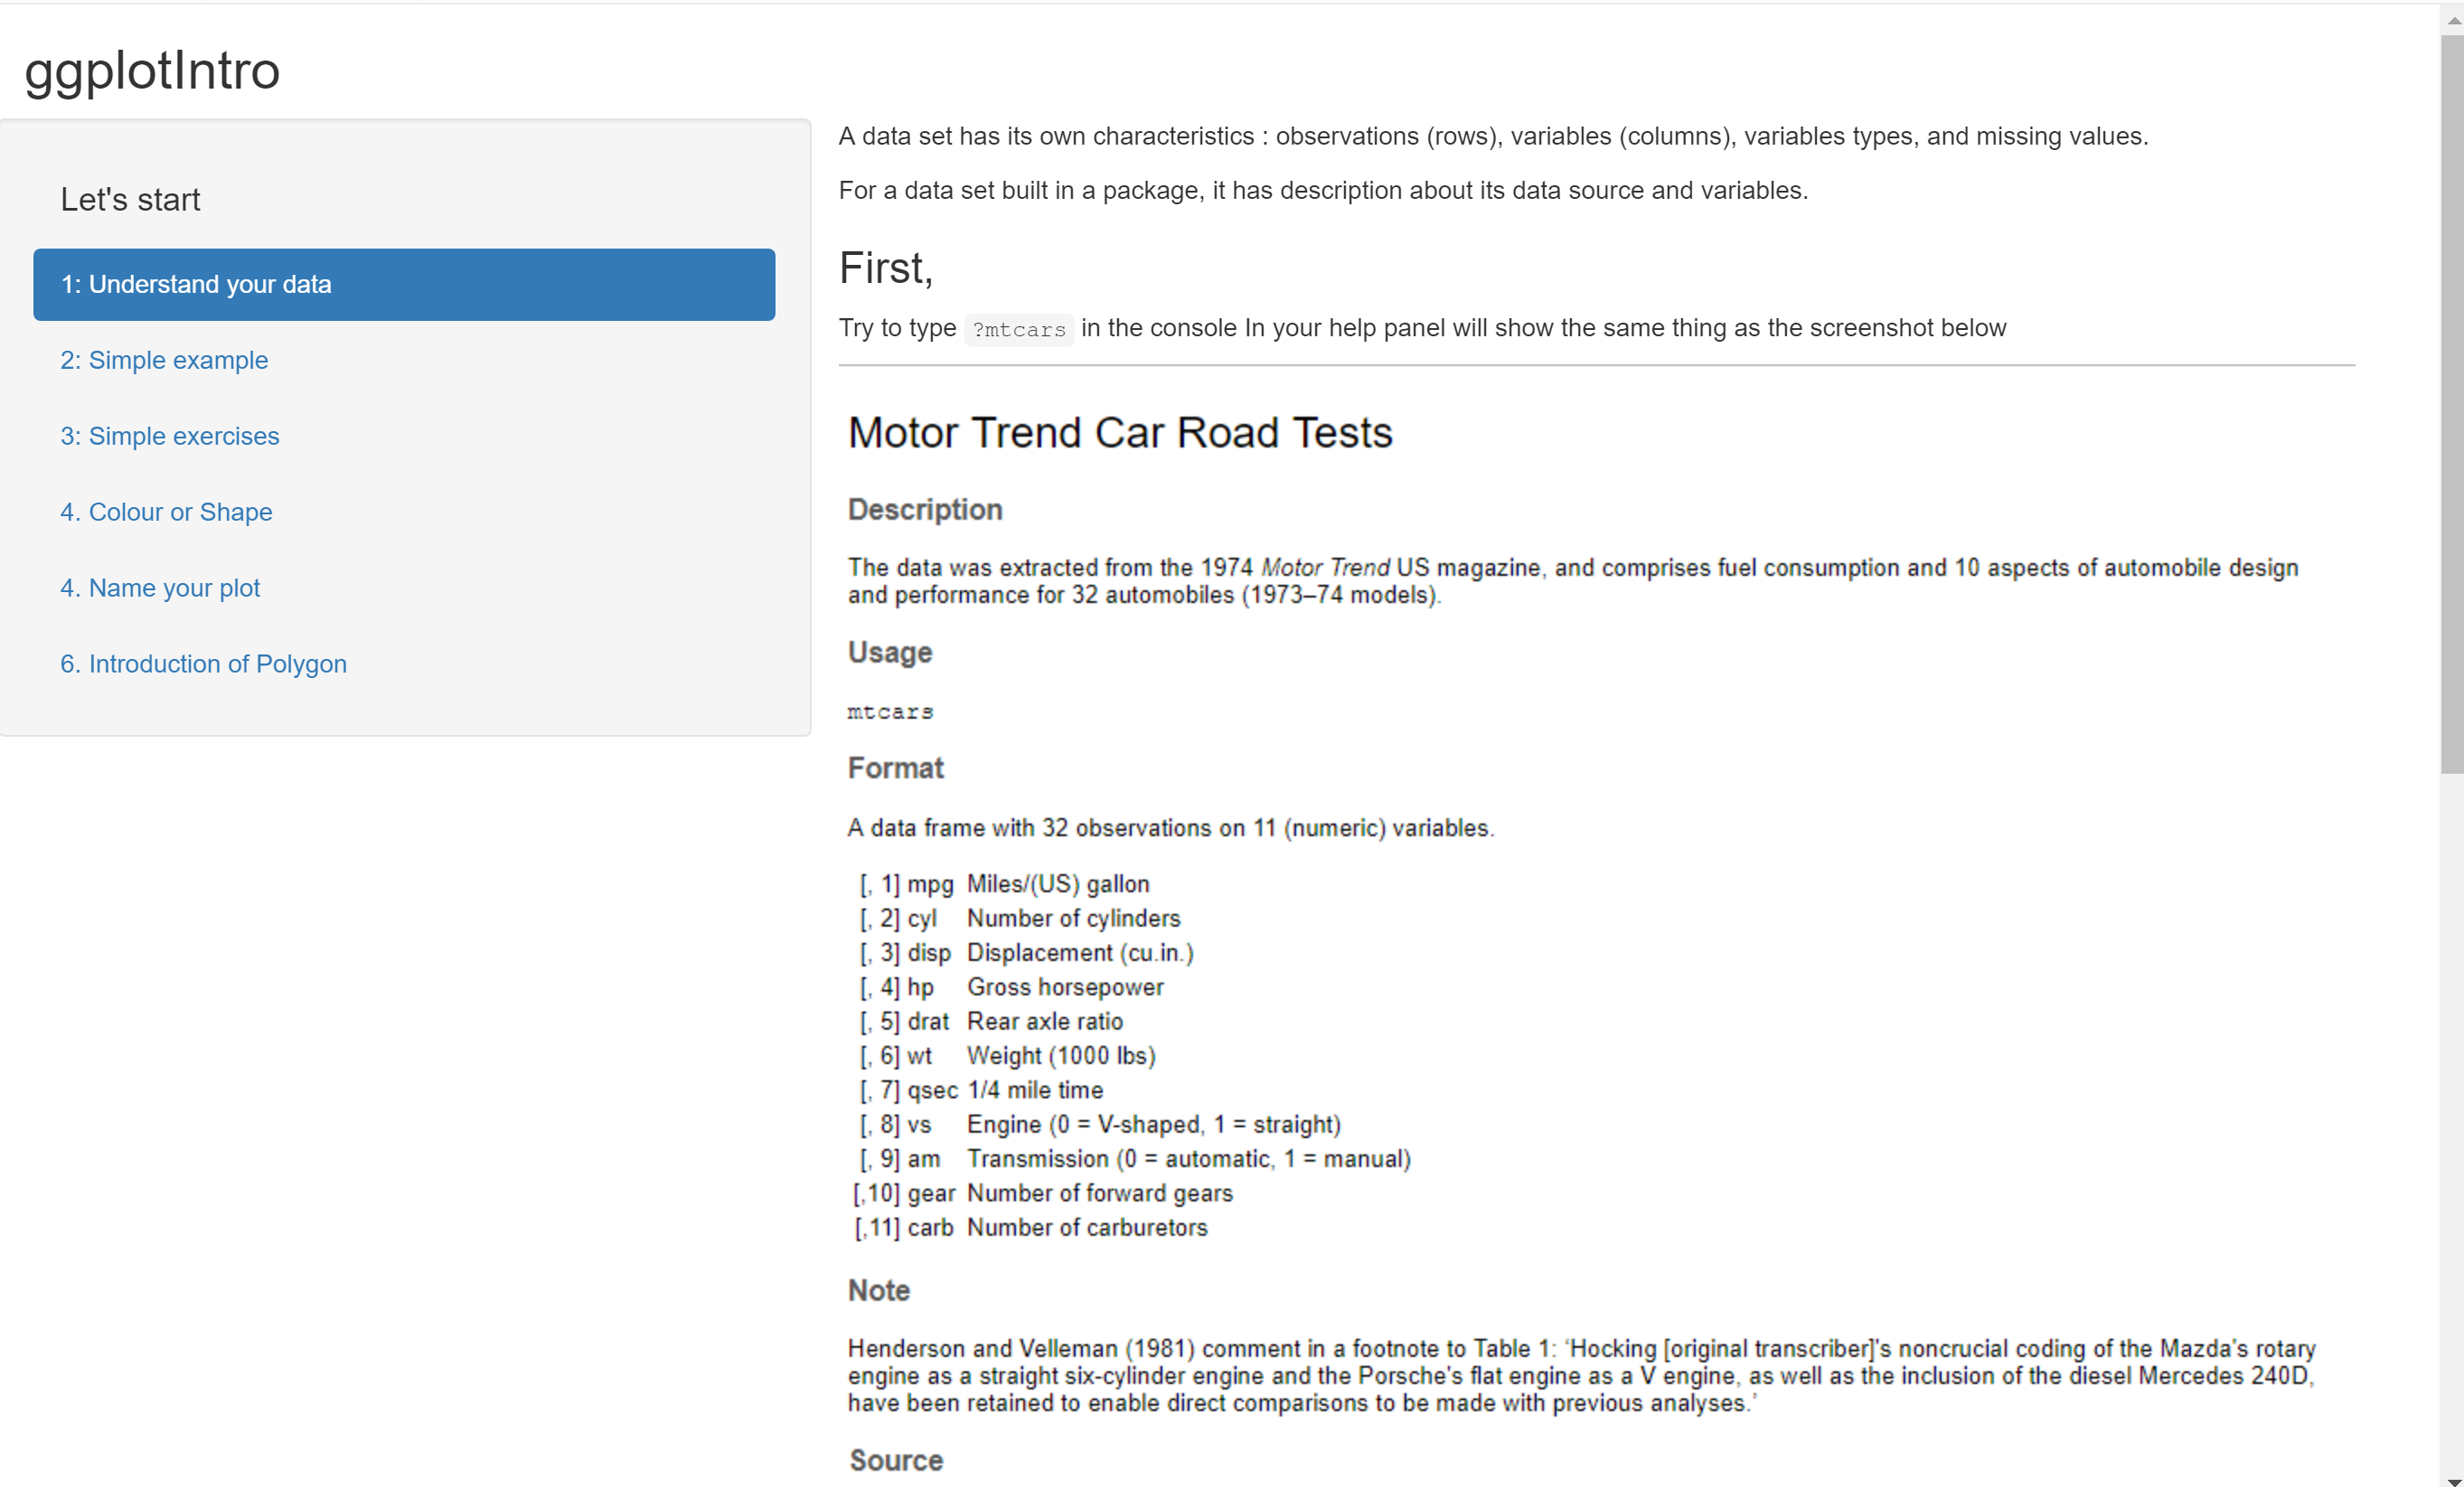 ggplotIntro
Let's start
1: Understand your data
2: Simple example
3: Simple exercises
4. Colour or Shape
4. Name your plot
6. Introduction of Polygon
A data set has its own characteristics : observations (rows), variables (columns), variables types, and missing values.
For a data set built in a package, it has description about its data source and variables.
First,
Try to type ?mtcars in the console In your help panel will show the same thing as the screenshot below
Motor Trend Car Road Tests
Description
The data was extracted from the 1974 Motor Trend US magazine, and comprises fuel consumption and 10 aspects of automobile design
and performance for 32 automobiles (1973–74 models).
Usage
mtcars
Format
A data frame with 32 observations on 11 (numeric) variables.
[, 1] mpg Miles/(US) gallon
[, 2] cyl Number of cylinders
[, 3] disp Displacement (cu.in.)
[, 4] hp Gross horsepower
[, 5] drat Rear axle ratio
[, 6] wt Weight (1000 lbs)
[, 7] qsec 1/4 mile time
[, 8] vs Engine (0 = V-shaped, 1 = straight)
[, 9] am Transmission (0 = automatic, 1 = manual)
[,10] gear Number of forward gears
[,11] carb Number of carburetors
Note
Henderson and Velleman (1981) comment in a footnote to Table 1: ‘Hocking [original transcriber]'s noncrucial coding of the Mazda's rotary
engine as a straight six-cylinder engine and the Porsche's flat engine as a V engine, as well as the inclusion of the diesel Mercedes 240D,
have been retained to enable direct comparisons to be made with previous analyses.’
Source